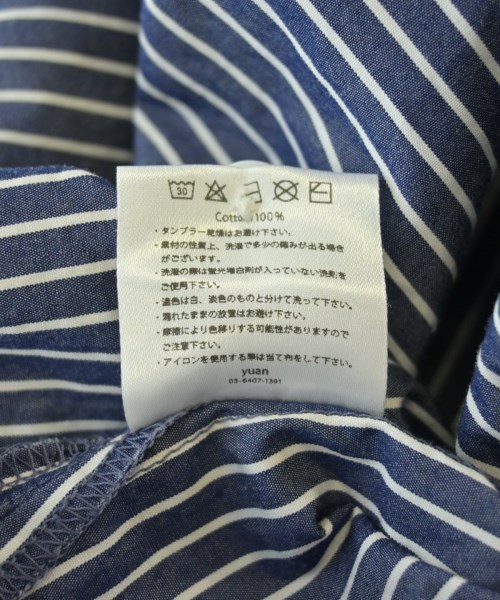 30
Cotton 100%
・タンブラー乾燥はお避け下さい。
・素材の性質上、洗濯で多少の縮みが出る場合
がございます。
・洗濯の際は蛍光増白剤が入っていない洗剤を
ご使用下さい。
・濃色は白、淡色のものと分けて洗って下さい。
・濡れたままの放置はお避け下さい。
・摩擦により色移りする可能性がありますので
ご注意下さい。
・アイロンを使用する際は当て布をして下さい。
yuan
03-6407-1391